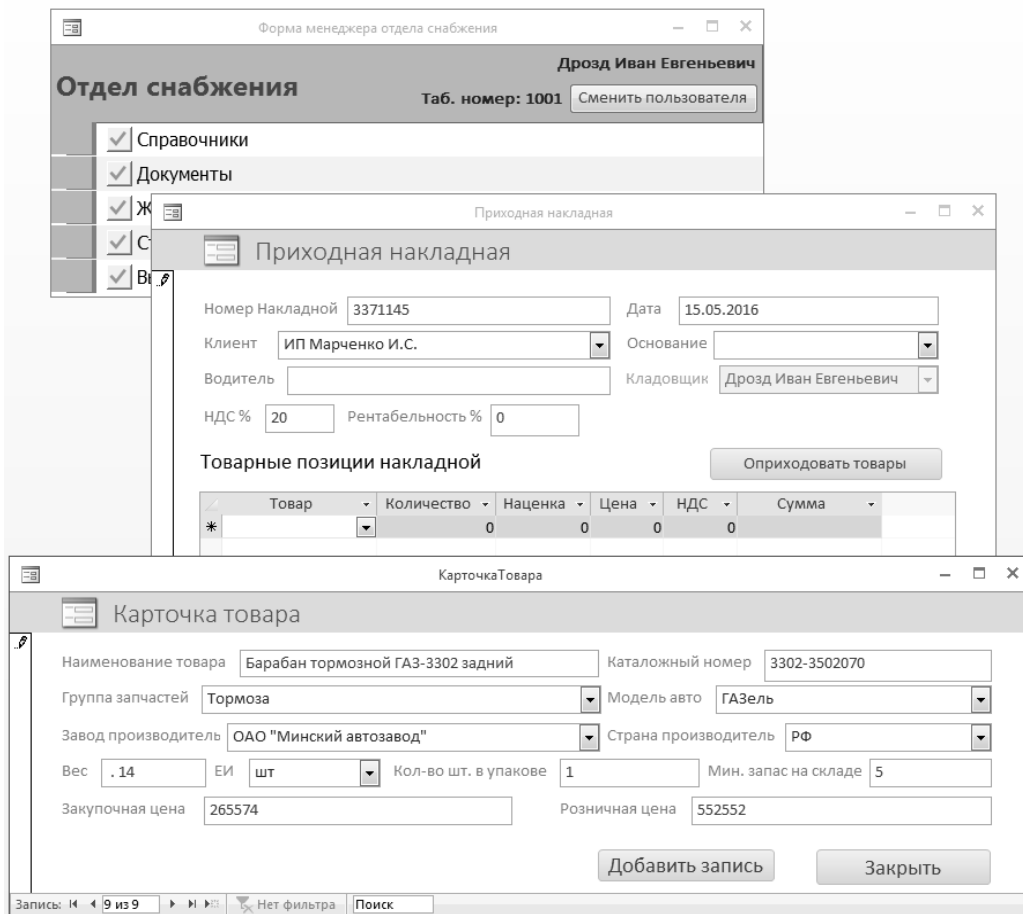 Форма менеджера отдела снабжения
Дрозд Иван Евгеньевич
Отдел снабжения
Таб. номер: 1001 Сменить пользователя
Справочники
Документы
Ж
С
Вы
Приходная накладная
Приходная накладная
Номер Накладной 3371145 Дата 15.05.2016
Клиент ИП Марченко И.С. Основание
Водитель Кладовщик Дрозд Иван Евгеньевич
НДС % 20 Рентабельность % 0
Товарные позиции накладной Оприходовать товары
Товар Количество Наценка Цена НДС Сумма
* 0 0 0 0
КарточкаТовара
Карточка товара
Наименование товара Барабан тормозной ГАЗ-3302 задний Каталожный номер 3302-3502070
Группа запчастей Тормоза Модель авто ГАЗель
Завод производитель ОАО "Минский автозавод" Страна производитель РФ
Вес . 14 ЕИ шт Кол-во шт. в упакове 1 Мин. запас на складе 5
Закупочная цена 265574 Розничная цена 552552
Добавить запись Закрыть
Запись: 9 из 9 Нет фильтра Поиск